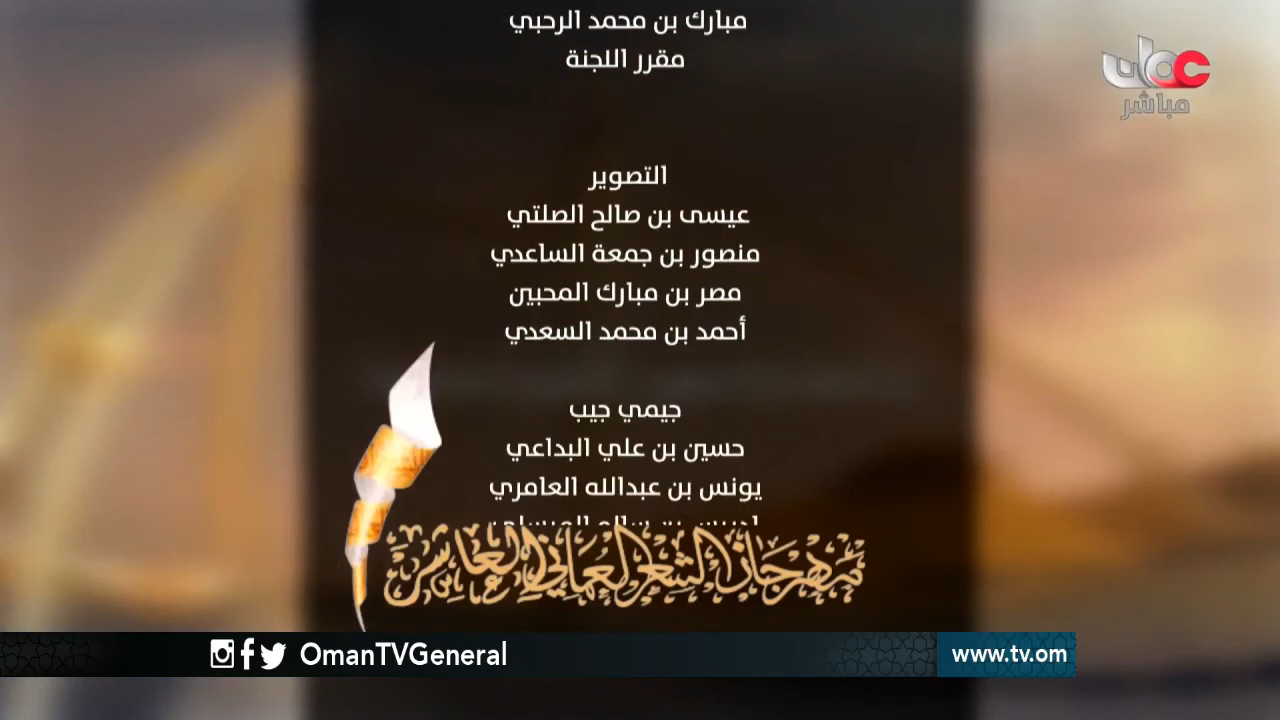 مبارك بن محمد الرحبي
مقرر اللجنة
عمان
مباشر
التصوير
عيسى بن صالح الصلتي
منصور بن جمعة الساعدي
مصر بن مبارك المحبين
أحمد بن محمد السعدي
جيمي جيب
حسين بن علي البداعي
يونس بن عبدالله العامري
مهرجان الشعر العماني العاشر
OmanTVGeneral
www.tv.om